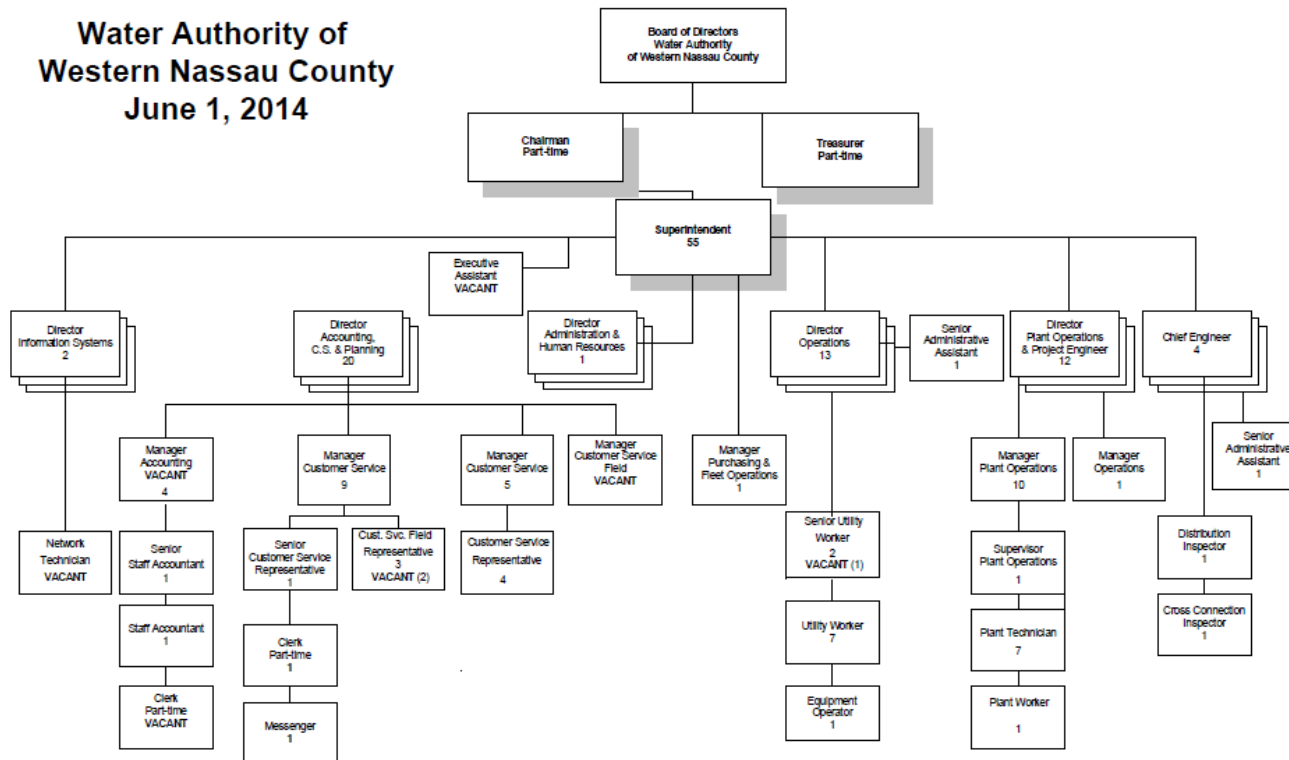 Water Authority of
Western Nassau County
June 1, 2014
Board of Directors
Water Authority
of Western Nassau County
Chairman
Part-time
Treasurer
Part-time
Superintendent
55
Executive
Assistant
VACANT
Director
Information Systems
2
Director
Accounting,
C.S. & Planning
20
Director
Administration &
Human Resources
1
Director
Operations
13
Senior
Administrative
Assistant
1
Director
Plant Operations
& Project Engineer
12
Chief Engineer
4
Manager
Accounting
VACANT
4
Manager
Customer Service
9
Manager
Customer Service
5
Manager
Customer Service
Field
VACANT
Manager
Purchasing &
Fleet Operations
1
Manager
Plant Operations
10
Manager
Operations
1
Senior
Administrative
Assistant
1
Network
Technician
VACANT
Senior
Staff Accountant
1
Senior
Customer Service
Representative
1
Cust. Svc. Field
Representative
3
VACANT (2)
Customer Service
Representative
4
Senior Utility
Worker
2
VACANT (1)
Supervisor
Plant Operations
1
Distribution
Inspector
1
Staff Accountant
1
Clerk
Part-time
1
Utility Worker
7
Plant Technician
7
Cross Connection
Inspector
1
Clerk
Part-time
VACANT
Messenger
1
Equipment
Operator
1
Plant Worker
1